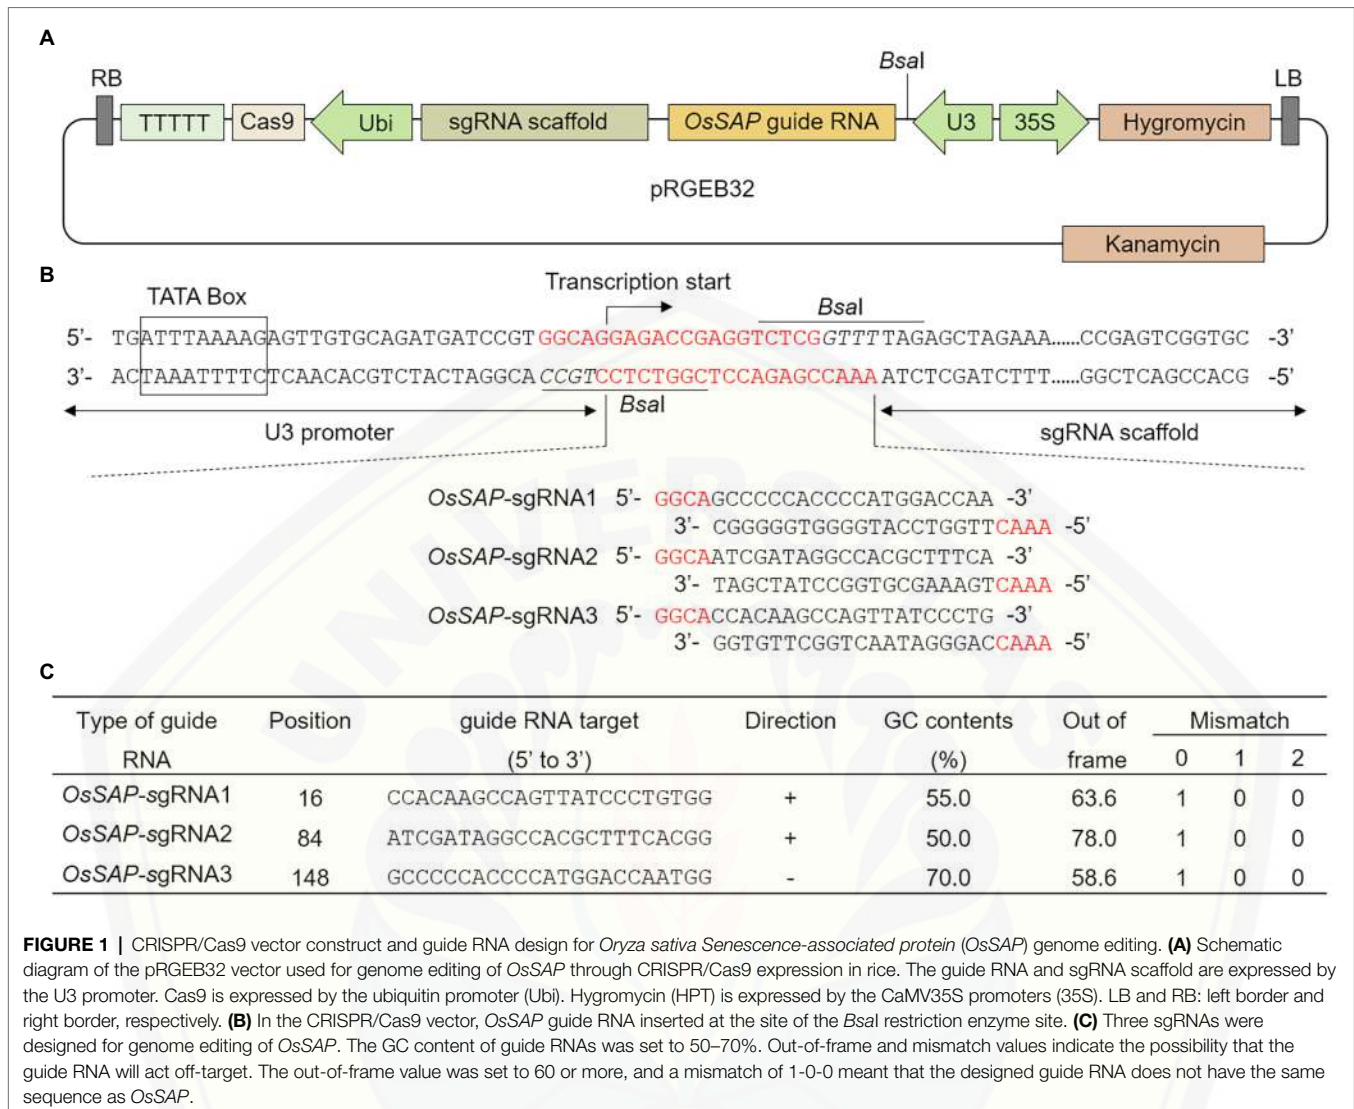 A
RB
BsaI
LB
TTTTT Cas9 Ubi sgRNA scaffold OsSAP guide RNA U3 35S Hygromycin
pRGEB32
Kanamycin
B
TATA Box
Transcription start
BsaI
5'- TGATTTAAAAGAGTTGTGCAGATGATCCGTGGCAGGAGACCGAGGTCTCGGTTTTAGAGCTAGAAA......CCGAGTCGGTGC -3'
3'- ACTAAATTTTCTCAACACGTCTACTAGGCACCGTCCTCTGGCTCCAGAGCCAAAATCTCGATCTTT......GGCTCAGCCACG -5'
BsaI
U3 promoter
sgRNA scaffold
OsSAP-sgRNA1 5'- GGCAGCCCCCACCCCATGGACCAA -3'
3'- CGGGGGTGGGGTACCTGGTTCAAA -5'
OsSAP-sgRNA2 5'- GGCAATCGATAGGCCACGCTTTCA -3'
3'- TAGCTATCCGGTGCGAAAGTCAAA -5'
OsSAP-sgRNA3 5'- GGCACCACAAGCCAGTTATCCCTG -3'
3'- GGTGTTCGGTCAATAGGGACCAAA -5'
C
Type of guide Position guide RNA target Direction GC contents Out of Mismatch
RNA (5' to 3') (%) frame 0 1 2
OsSAP-sgRNA1 16 CCACAAGCCAGTTATCCCTGTGG + 55.0 63.6 1 0 0
OsSAP-sgRNA2 84 ATCGATAGGCCACGCTTTCACGG + 50.0 78.0 1 0 0
OsSAP-sgRNA3 148 GCCCCCACCCCATGGACCAATGG - 70.0 58.6 1 0 0
FIGURE 1 | CRISPR/Cas9 vector construct and guide RNA design for Oryza sativa Senescence-associated protein (OsSAP) genome editing. (A) Schematic
diagram of the pRGEB32 vector used for genome editing of OsSAP through CRISPR/Cas9 expression in rice. The guide RNA and sgRNA scaffold are expressed by
the U3 promoter. Cas9 is expressed by the ubiquitin promoter (Ubi). Hygromycin (HPT) is expressed by the CaMV35S promoters (35S). LB and RB: left border and
right border, respectively. (B) In the CRISPR/Cas9 vector, OsSAP guide RNA inserted at the site of the BsaI restriction enzyme site. (C) Three sgRNAs were
designed for genome editing of OsSAP. The GC content of guide RNAs was set to 50–70%. Out-of-frame and mismatch values indicate the possibility that the
guide RNA will act off-target. The out-of-frame value was set to 60 or more, and a mismatch of 1-0-0 meant that the designed guide RNA does not have the same
sequence as OsSAP.
UNIVERSITAS